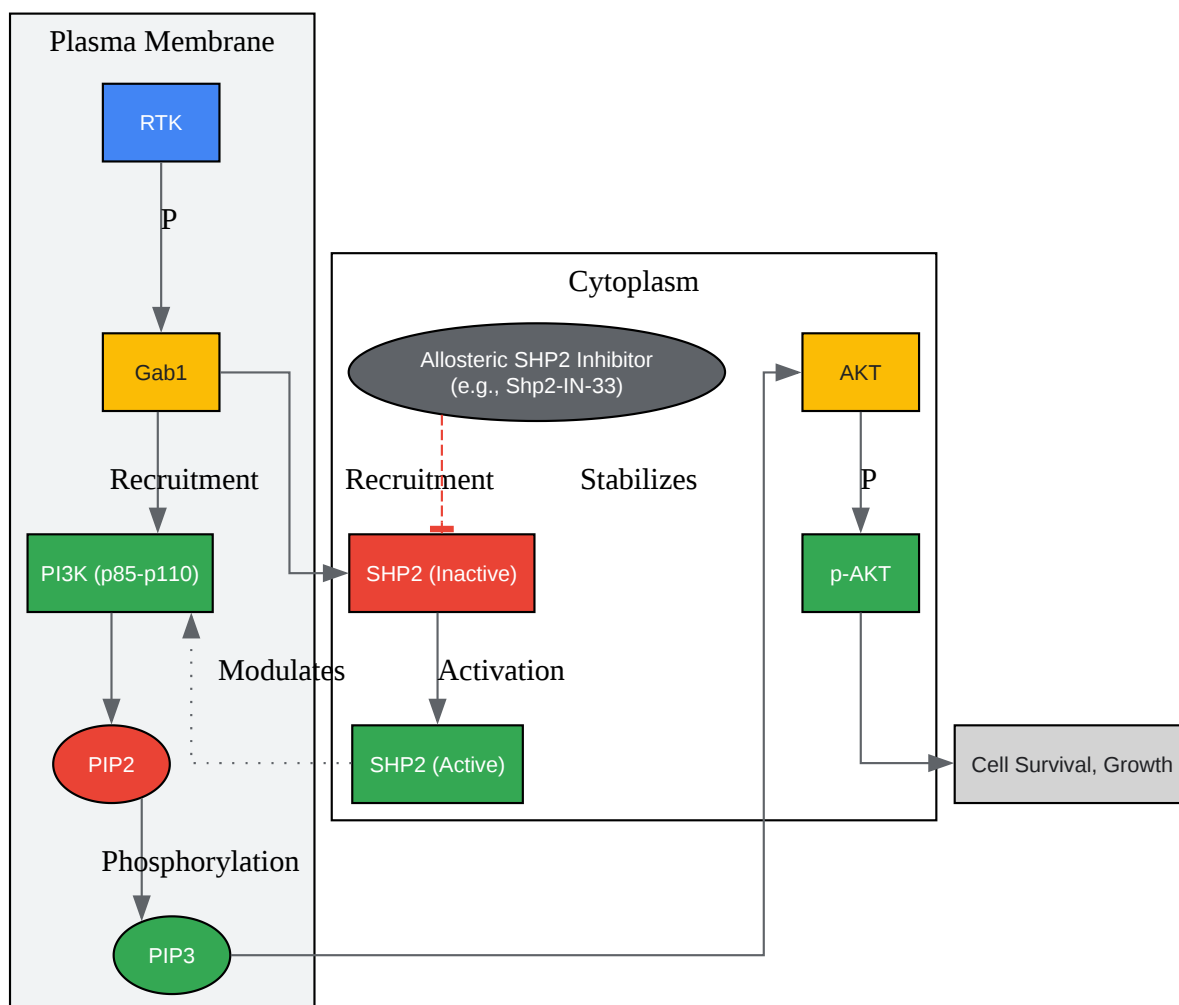 Plasma Membrane
RTK
P
Cytoplasm
Gab1
Allosteric SHP2 Inhibitor
(e.g., Shp2-IN-33)
AKT
Recruitment
Recruitment
Stabilizes
P
PI3K (p85-p110)
SHP2 (Inactive)
p-AKT
Modulates
Activation
PIP2
SHP2 (Active)
Cell Survival, Growth
Phosphorylation
PIP3